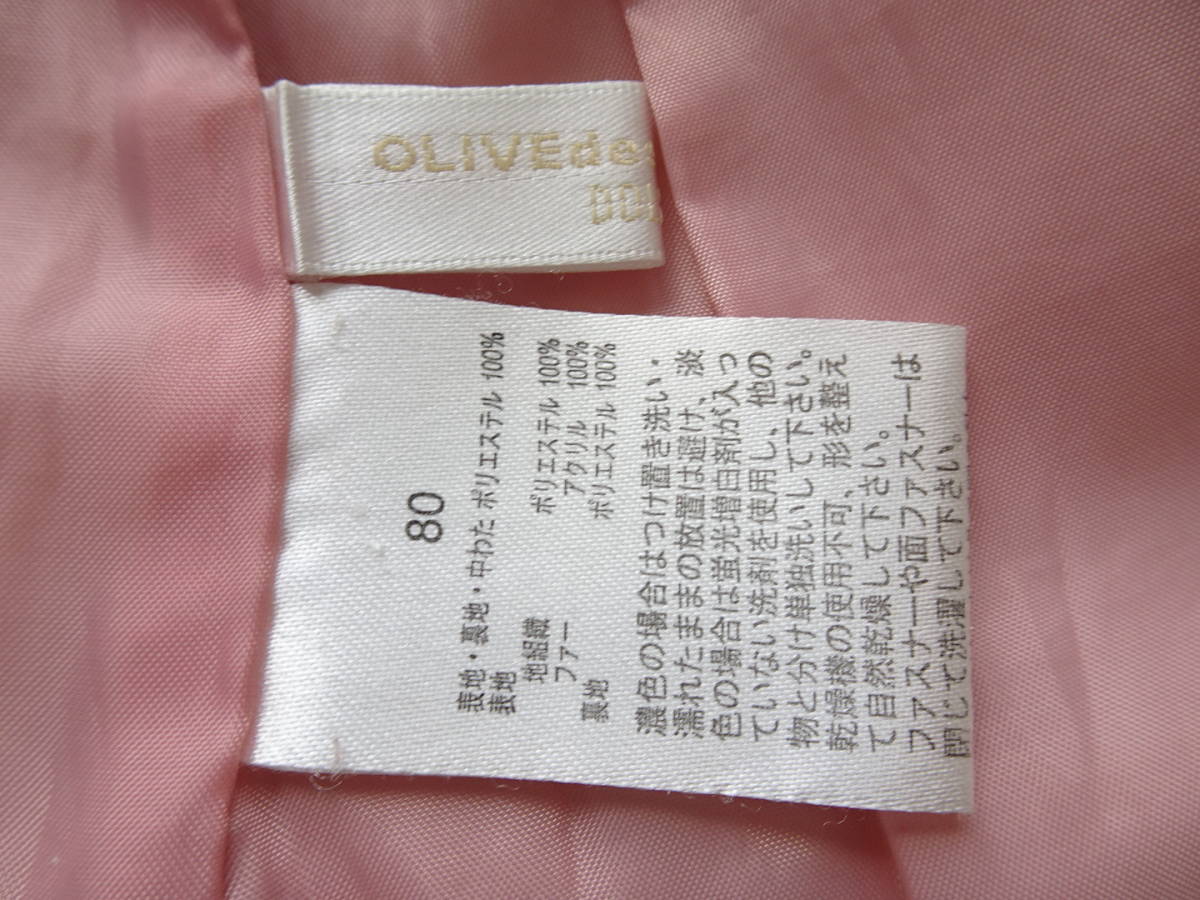 OLIVEdes
80
表地・裏地・中わた ポリエステル 100%
表地
地組織 ポリエステル 100%
ファー アクリル 100%
裏地 ポリエステル 100%
濃色の場合はつけ置き洗い・
濡れたままの放置は避け、淡
色の場合は蛍光増白剤が入っ
ていない洗剤を使用し、他の
物と分け単独洗いして下さい。
乾燥機の使用不可、形を整え
て自然乾燥して下さい。
ファスナーや面ファスナーは
閉じて洗濯して下さい。